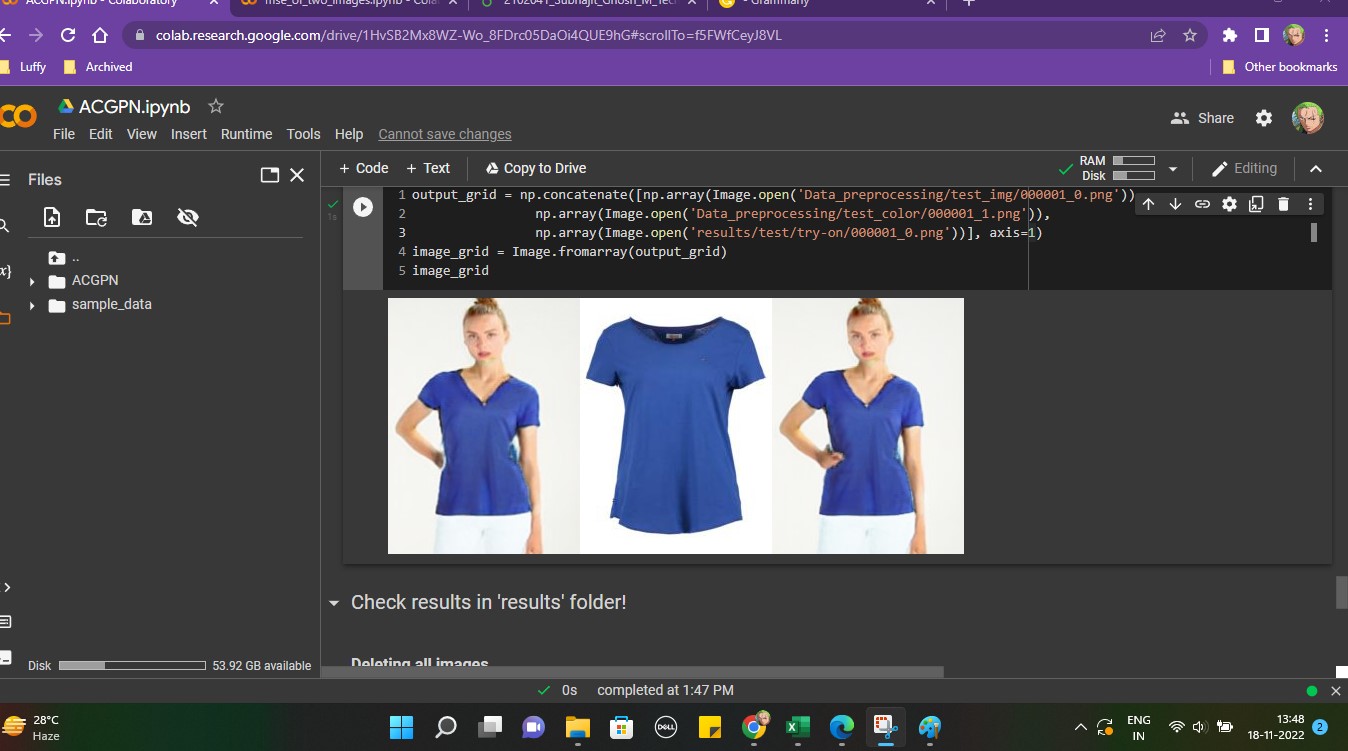 ACGPN.ipynb - Colaboratory
mse_of_two_images.ipynb - Cola
2102041_Subhajit_Ghosh_M_Tech
- Grammarly
colab.research.google.com/drive/1HvSB2Mx8WZ-Wo_8FDrc05DaOi4QUE9hG#scrollTo=f5FWfCeyJ8VL
Luffy
Archived
Other bookmarks
ACGPN.ipynb
File Edit View Insert Runtime Tools Help Cannot save changes
Share
Files
+ Code + Text Copy to Drive
RAM
Disk
Editing
..
ACGPN
sample_data
Disk 53.92 GB available
1s
1 output_grid = np.concatenate([np.array(Image.open('Data_preprocessing/test_img/000001_0.png'))
2 np.array(Image.open('Data_preprocessing/test_color/000001_1.png')),
3 np.array(Image.open('results/test/try-on/000001_0.png'))], axis=1)
4 image_grid = Image.fromarray(output_grid)
5 image_grid
Check results in 'results' folder!
Deleting all images
0s completed at 1:47 PM
28°C
Haze
DELL
ENG
IN
13:48
18-11-2022
2